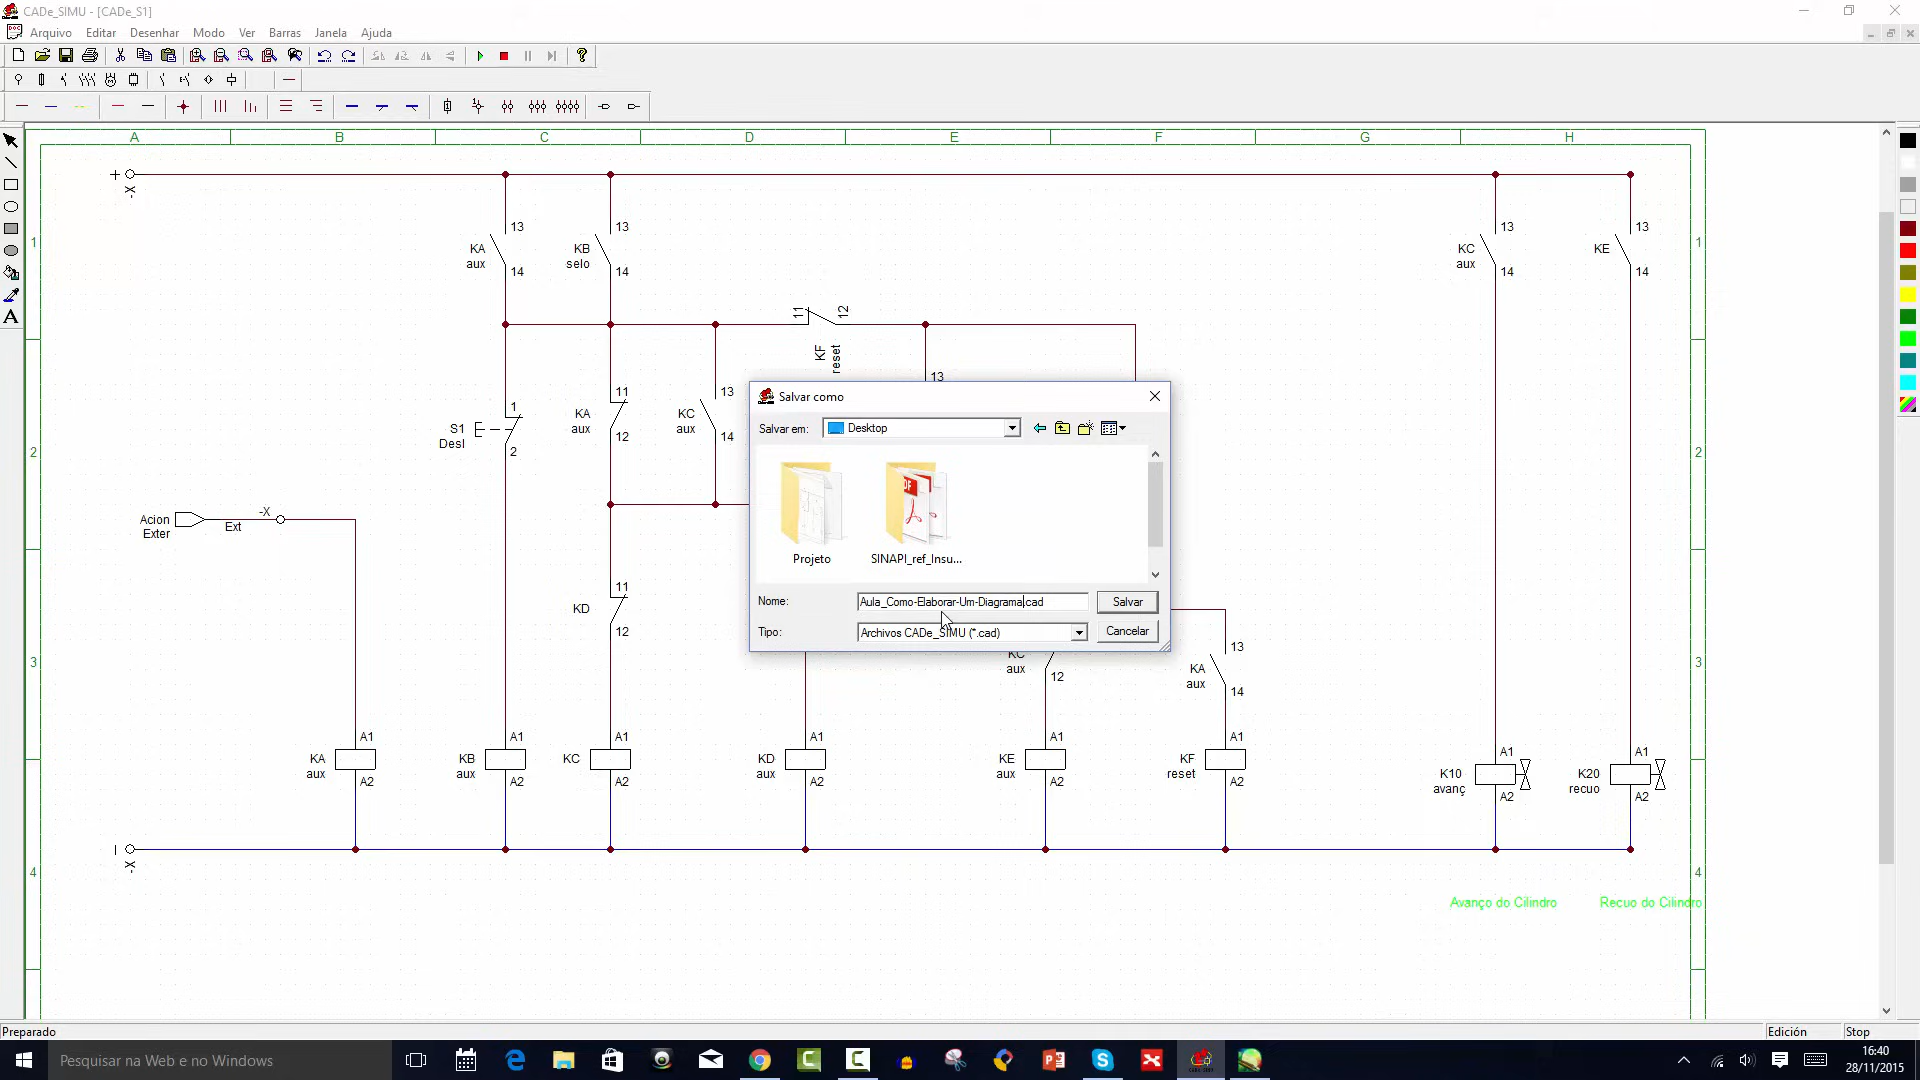 CADe_SIMU - [CADe_S1]
Arquivo Editar Desenhar Modo Ver Barras Janela Ajuda
A B C D E F G H
+
-X
13 13 13 13
KA KB KC KE
aux selo aux
14 14 14 14
1 1
11 12
KF
reset
13
1 11 13
S1 KA KC
Desl aux aux
2 12 14
2 2
Acion Ext -X
Exter
11
KD
12
KC
aux
12
13
KA
aux
14
3 3
A1 A1 A1 A1 A1 A1 A1 A1
KA KB KC KD KE KF K10 K20
aux aux aux aux reset avanç recuo
A2 A2 A2 A2 A2 A2 A2 A2
-X
4 4
Avanço do Cilindro Recuo do Cilindro
Salvar como
Salvar em: Desktop
Projeto SINAPI_ref_Insu...
Nome: Aula_Como-Elaborar-Um-Diagrama.cad Salvar
Tipo: Archivos CADe_SIMU (*.cad) Cancelar
Preparado Edición Stop
Pesquisar na Web e no Windows
16:40
28/11/2015